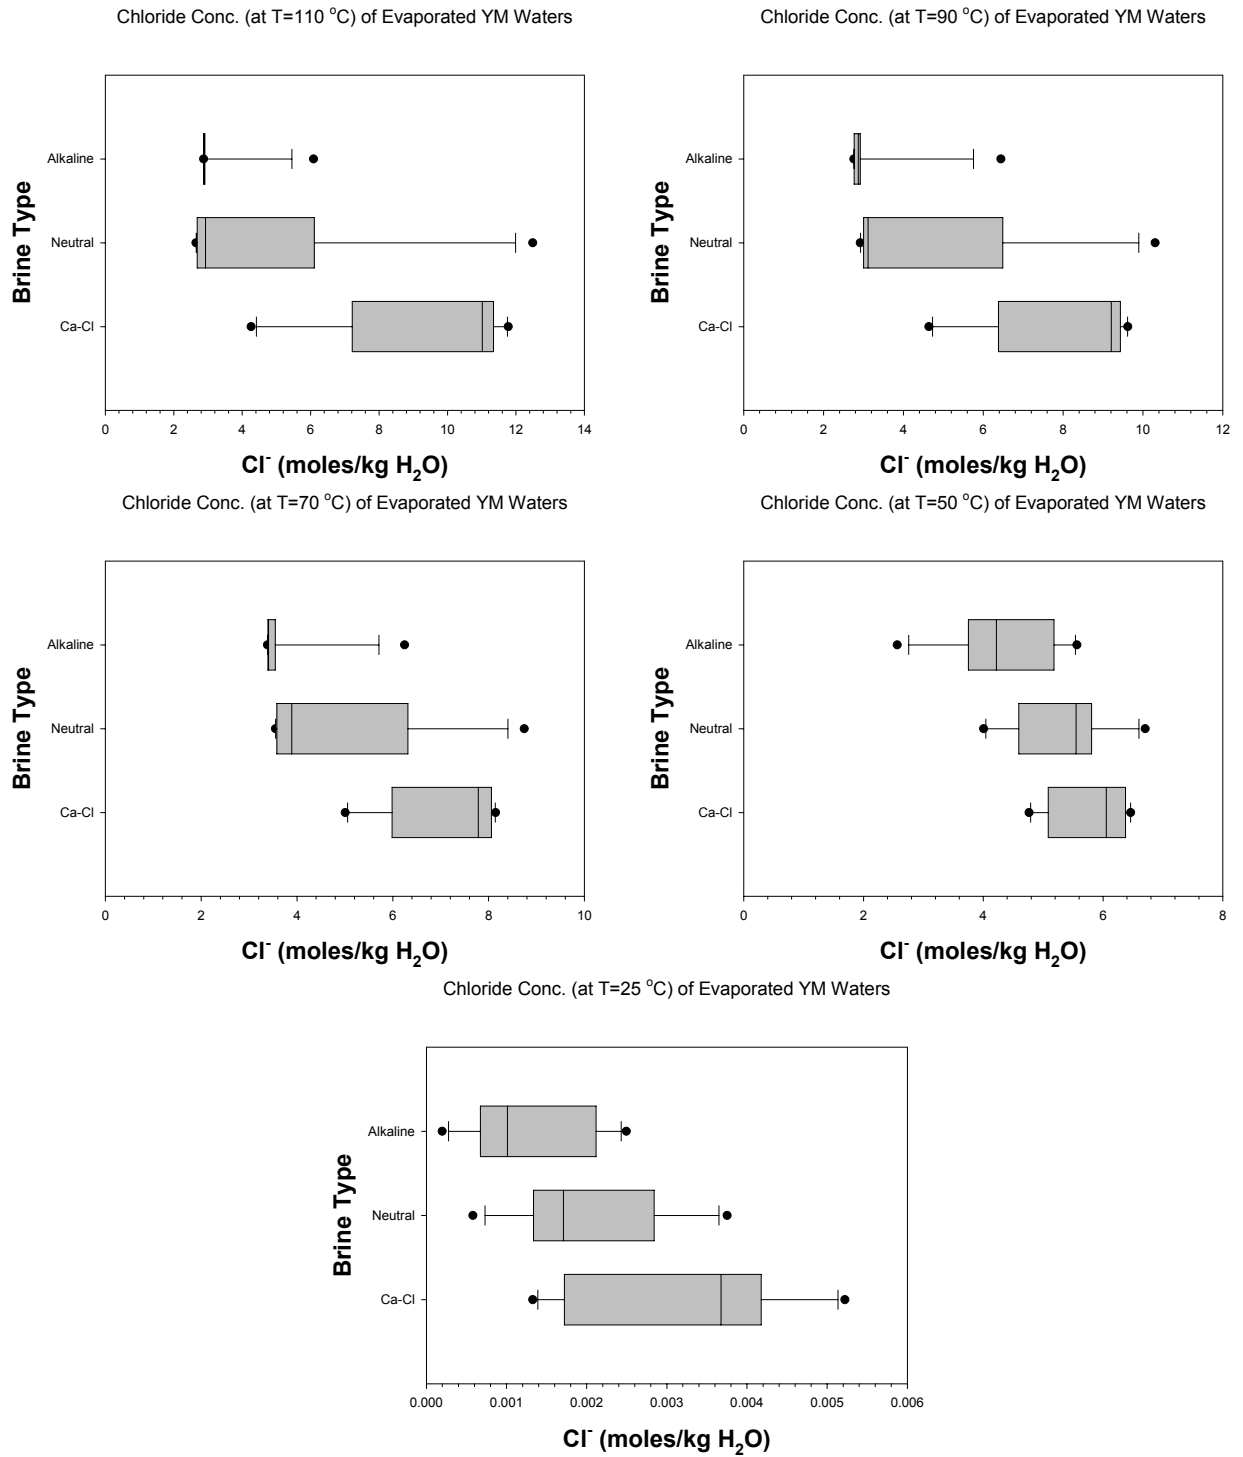 Chloride Conc. (at T=110 °C) of Evaporated YM Waters
Brine Type
Alkaline
Neutral
Ca-Cl
0 2 4 6 8 10 12 14
Cl⁻ (moles/kg H₂O)
Chloride Conc. (at T=90 °C) of Evaporated YM Waters
Brine Type
Alkaline
Neutral
Ca-Cl
0 2 4 6 8 10 12
Cl⁻ (moles/kg H₂O)
Chloride Conc. (at T=70 °C) of Evaporated YM Waters
Brine Type
Alkaline
Neutral
Ca-Cl
0 2 4 6 8 10
Cl⁻ (moles/kg H₂O)
Chloride Conc. (at T=50 °C) of Evaporated YM Waters
Brine Type
Alkaline
Neutral
Ca-Cl
0 2 4 6 8
Cl⁻ (moles/kg H₂O)
Chloride Conc. (at T=25 °C) of Evaporated YM Waters
Brine Type
Alkaline
Neutral
Ca-Cl
0.000 0.001 0.002 0.003 0.004 0.005 0.006
Cl⁻ (moles/kg H₂O)